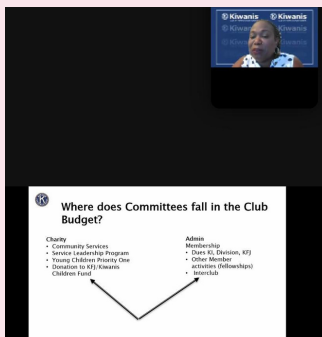 Kiwanis
Kiwanis
Kiwanis
Where does Committees fall in the Club
Budget?
Charity
• Community Services
• Service Leadership Program
• Young Children Priority One
• Donation to KFJ/Kiwanis
Children Fund
Admin
Membership
• Dues KI, Division, KFJ
• Other Member
activities (fellowships)
• Interclub